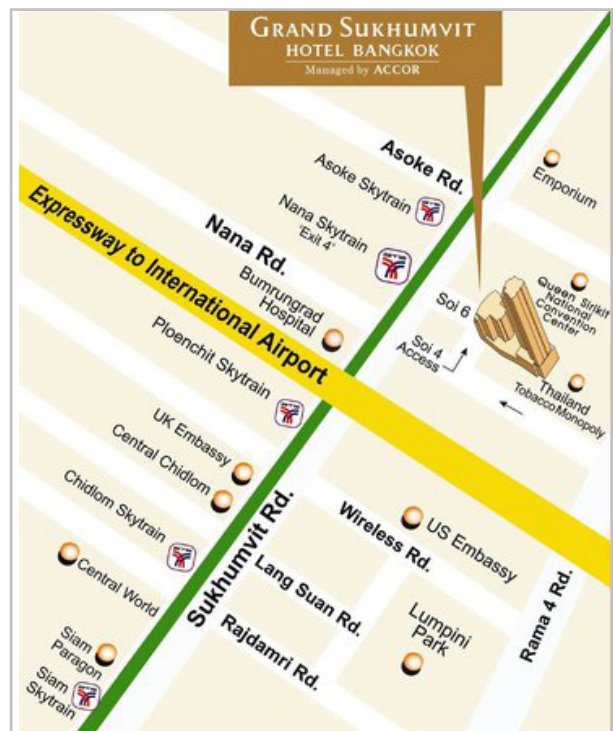 GRAND SUKHUMVIT
HOTEL BANGKOK
Managed by ACCOR
Asoke Rd.
Asoke Skytrain
Emporium
Nana Skytrain
'Exit 4'
Nana Rd.
Expressway to International Airport
Bumrungrad
Hospital
Queen Sirikit
National
Convention
Center
Soi 6
Soi 4
Access
Thailand
Tobacco Monopoly
Ploenchit Skytrain
UK Embassy
Central Chidlom
Chidlom Skytrain
Sukhumvit Rd.
Wireless Rd.
US Embassy
Lang Suan Rd.
Rama 4 Rd.
Central World
Rajdamri Rd.
Lumpini
Park
Siam
Paragon
Siam
Skytrain